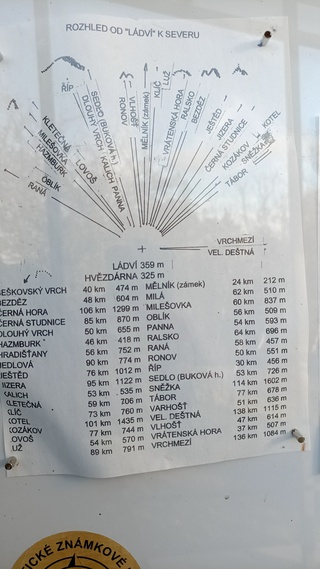 ROZHLED OD "LÁDVÍ" K SEVERU
RANÁ
OBLÍK
HAZMBURK
MILEŠOVKA
KLETEČNÁ
LOVOŠ
ŘÍP
DLOUHÝ VRCH
SEDLO (BUKOVÁ h.)
KALICH
PANNA
RONOV
VLHOŠŤ
MĚLNÍK (zámek)
KLÍČ
LUŽ
VRÁTENSKÁ HORA
RALSKO
BEZDĚZ
JEŠTĚD
JIZERA
ČERNÁ STUDNICE
KOZÁKOV
SNĚŽKA
KOTEL
TÁBOR
VRCHMEZÍ
VEL. DEŠTNÁ
LÁDVÍ 359 m
HVĚZDÁRNA 325 m
BEŠKOVSKÝ VRCH 40 km 474 m MĚLNÍK (zámek) 24 km 212 m
BEZDĚZ 48 km 604 m MILÁ 62 km 510 m
ČERNÁ HORA 106 km 1299 m MILEŠOVKA 60 km 837 m
ČERNÁ STUDNICE 85 km 870 m OBLÍK 56 km 509 m
DLOUHÝ VRCH 50 km 655 m PANNA 54 km 593 m
HAZMBURK 46 km 418 m RALSKO 64 km 696 m
HRADIŠŤANY 56 km 752 m RANÁ 58 km 457 m
JEDLOVÁ 90 km 774 m RONOV 50 km 551 m
JEŠTĚD 76 km 1012 m ŘÍP 30 km 456 m
JIZERA 95 km 1122 m SEDLO (BUKOVÁ h.) 53 km 726 m
KALICH 53 km 535 m SNĚŽKA 114 km 1602 m
KLETEČNÁ 59 km 706 m TÁBOR 77 km 678 m
KLÍČ 73 km 760 m VARHOŠŤ 51 km 636 m
KOTEL 101 km 1435 m VEL. DEŠTNÁ 138 km 1115 m
KOZÁKOV 77 km 744 m VLHOŠŤ 47 km 614 m
LOVOŠ 54 km 570 m VRÁTENSKÁ HORA 37 km 507 m
LUŽ 89 km 791 m VRCHMEZÍ 136 km 1084 m
TICKÉ ZNÁMKOVÉ